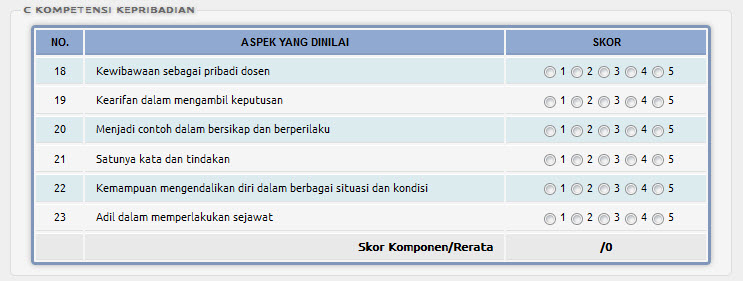 C KOMPETENSI KEPRIBADIAN
NO. ASPEK YANG DINILAI SKOR
18 Kewibawaan sebagai pribadi dosen 1 2 3 4 5
19 Kearifan dalam mengambil keputusan 1 2 3 4 5
20 Menjadi contoh dalam bersikap dan berperilaku 1 2 3 4 5
21 Satunya kata dan tindakan 1 2 3 4 5
22 Kemampuan mengendalikan diri dalam berbagai situasi dan kondisi 1 2 3 4 5
23 Adil dalam memperlakukan sejawat 1 2 3 4 5
Skor Komponen/Rerata /0